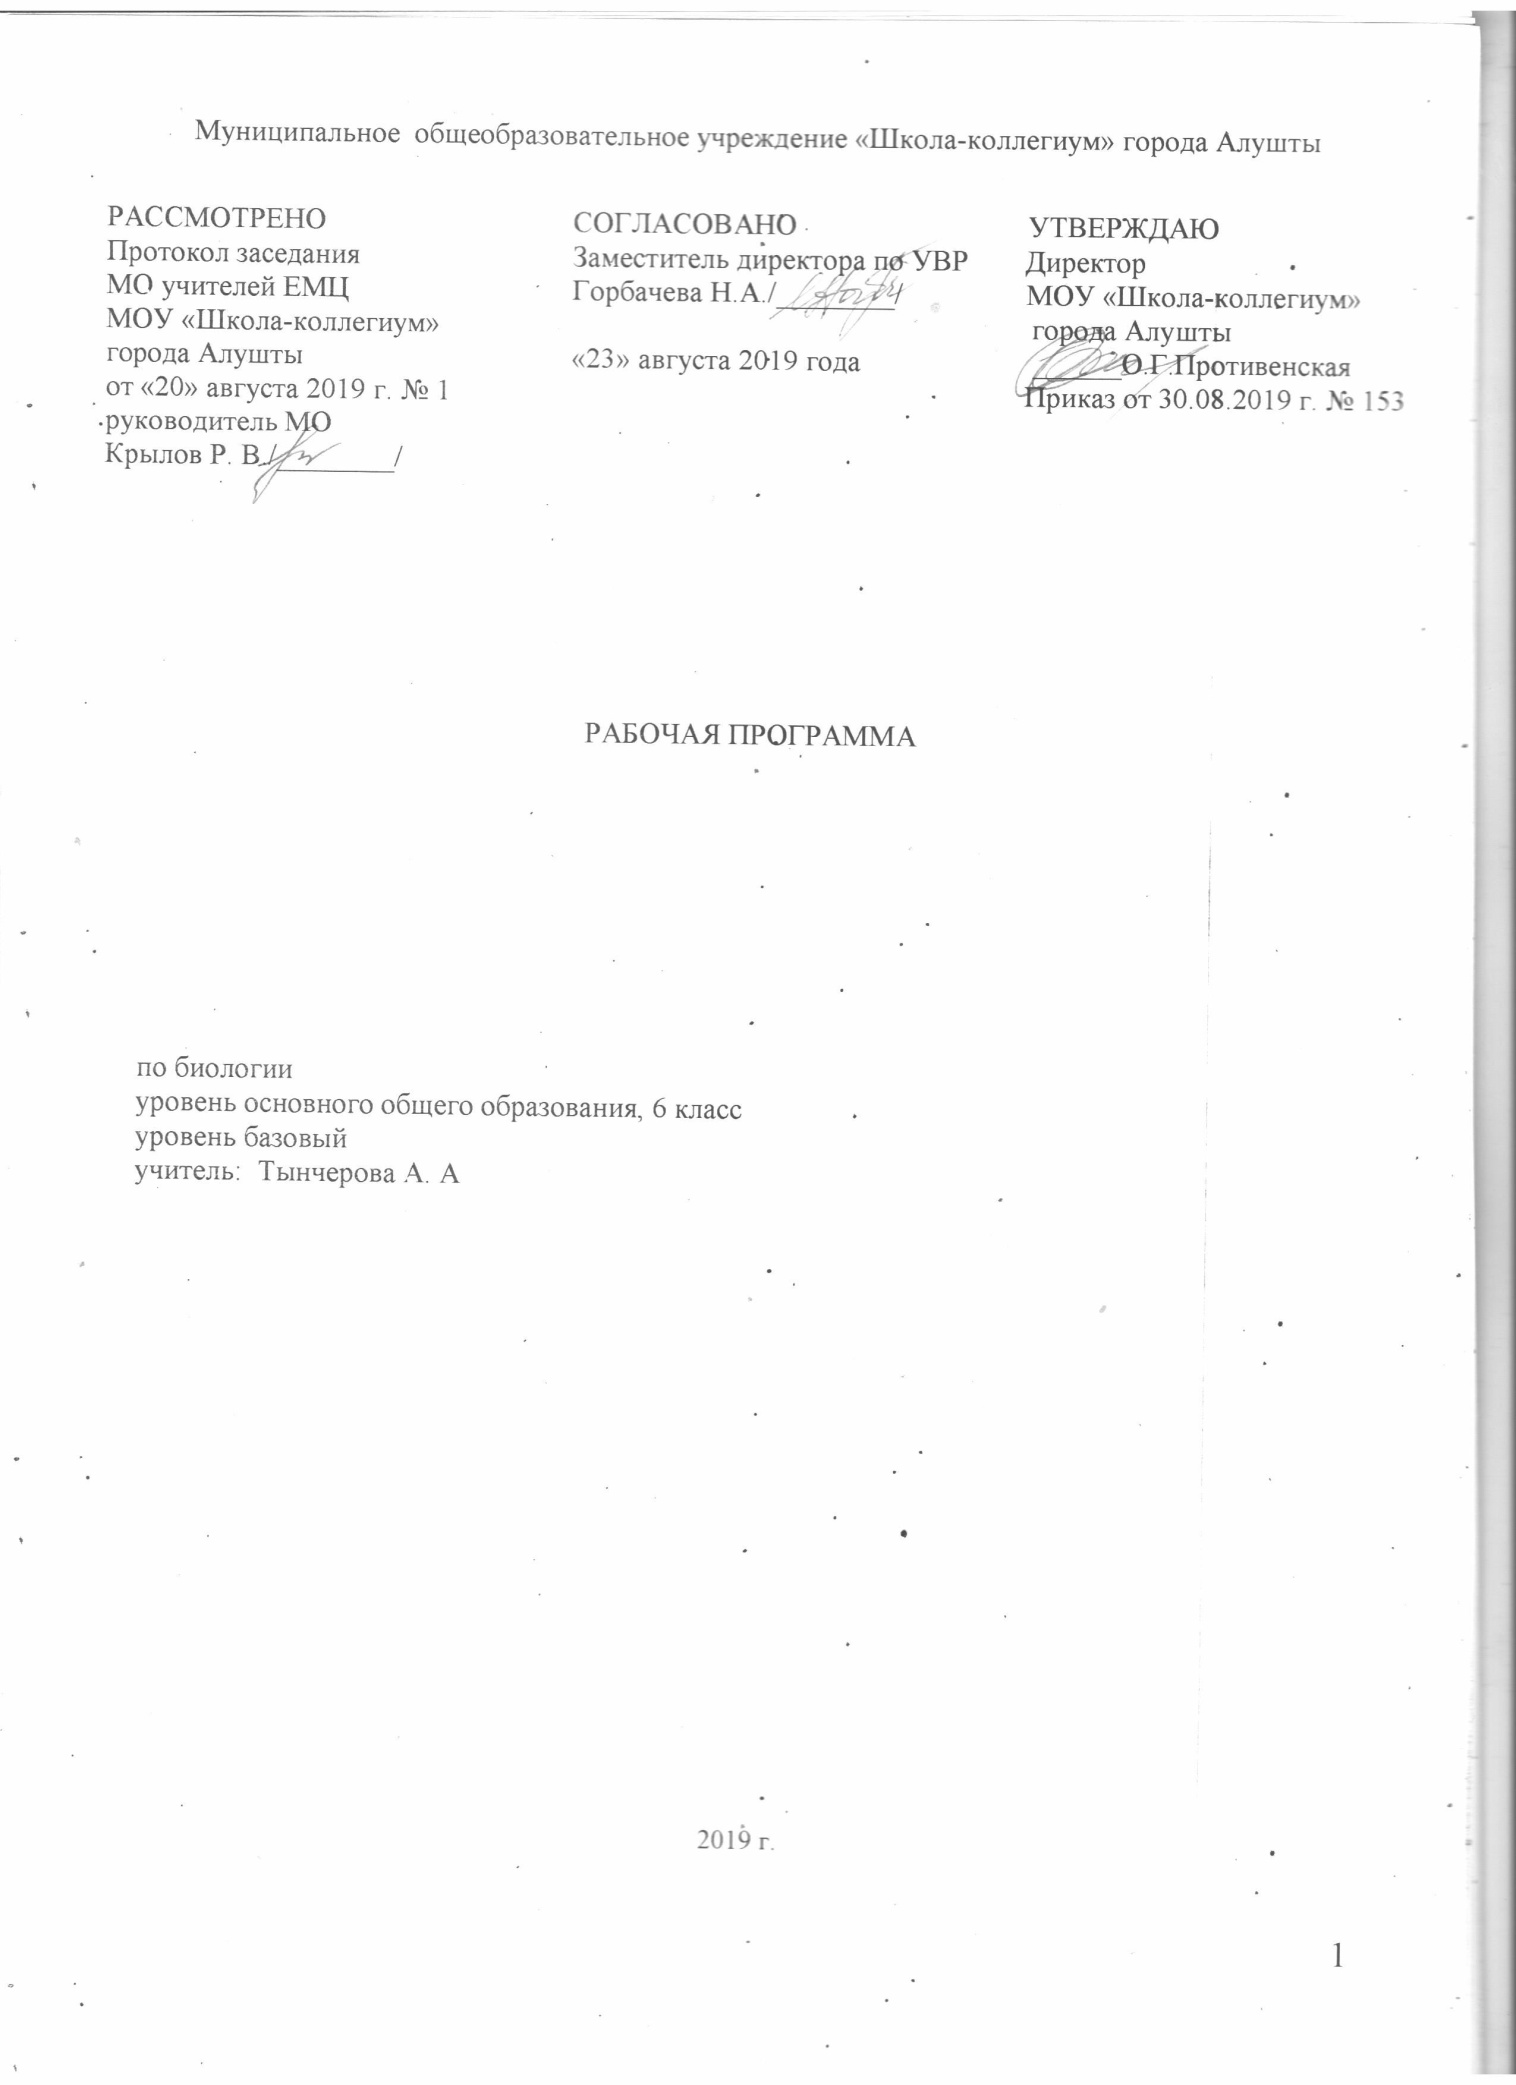 Муниципальное общеобразовательное учреждение «Школа-коллегиум» города Алушты
РАССМОТРЕНО
Протокол заседания
МО учителей ЕМЦ
МОУ «Школа-коллегиум»
города Алушты
от «20» августа 2019 г. № 1
руководитель МО
Крылов Р. В./________/
СОГЛАСОВАНО
Заместитель директора по УВР
Горбачева Н.А./________
«23» августа 2019 года
УТВЕРЖДАЮ
Директор
МОУ «Школа-коллегиум»
города Алушты
______О.Г.Противенская
Приказ от 30.08.2019 г. № 153
РАБОЧАЯ ПРОГРАММА
по биологии
уровень основного общего образования, 6 класс
уровень базовый
учитель: Тынчерова А. А
2019 г.
1